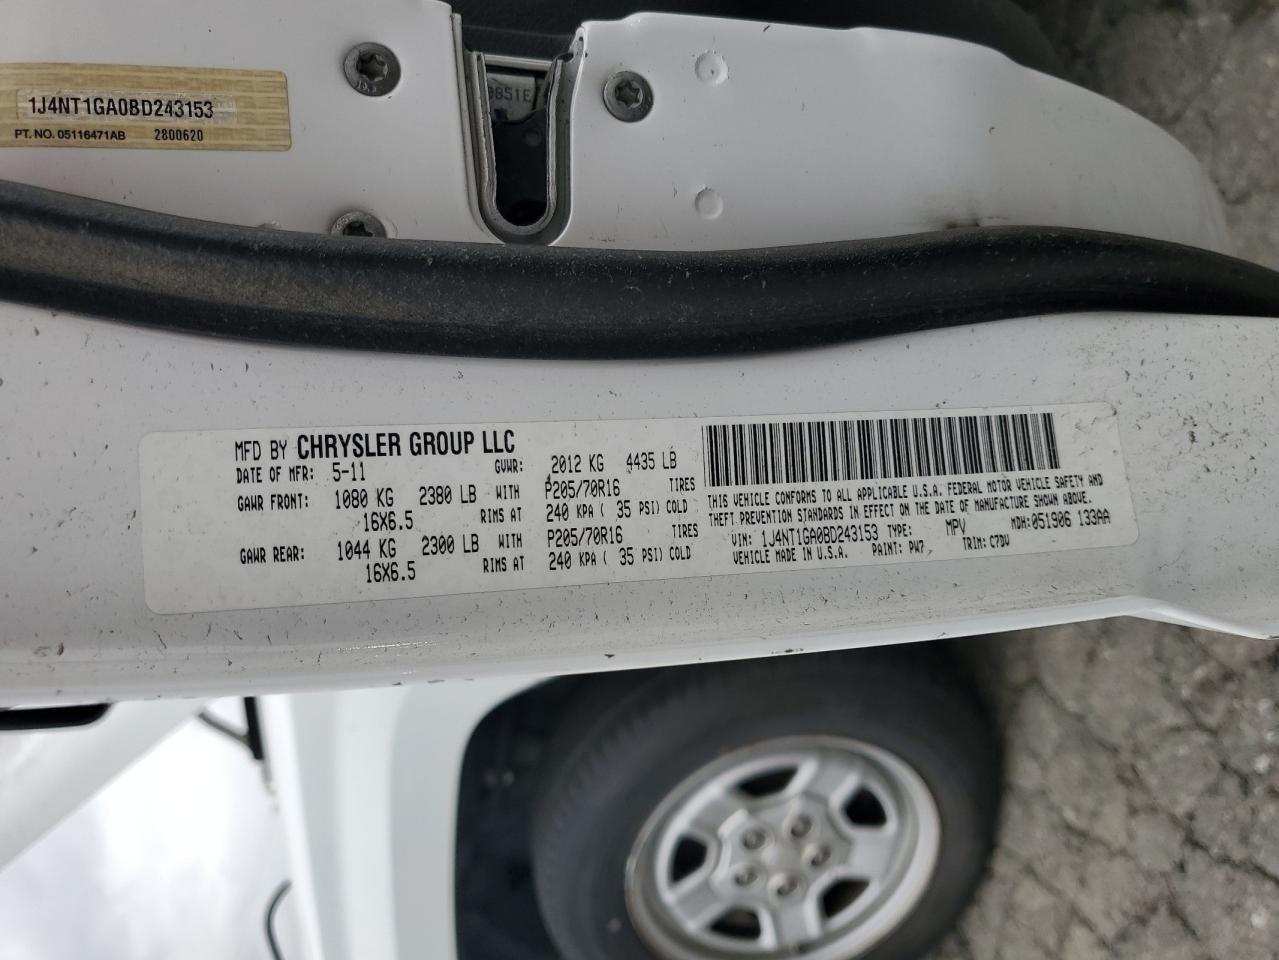 1J4NT1GA0BD243153
PT. NO. 05116471AB 2800620
9851E
MFD BY CHRYSLER GROUP LLC
DATE OF MFR: 5-11 GVWR: 2012 KG 4435 LB
GAWR FRONT: 1080 KG 2380 LB WITH P205/70R16 TIRES
16X6.5 RIMS AT 240 KPA ( 35 PSI) COLD
GAWR REAR: 1044 KG 2300 LB WITH P205/70R16 TIRES
16X6.5 RIMS AT 240 KPA ( 35 PSI) COLD
THIS VEHICLE CONFORMS TO ALL APPLICABLE U.S.A. FEDERAL MOTOR VEHICLE SAFETY AND
THEFT PREVENTION STANDARDS IN EFFECT ON THE DATE OF MANUFACTURE SHOWN ABOVE.
VIN: 1J4NT1GA0BD243153 TYPE: MPV MDH: 051906 133AA
VEHICLE MADE IN U.S.A. PAINT: PW7 TRIM: C7DV